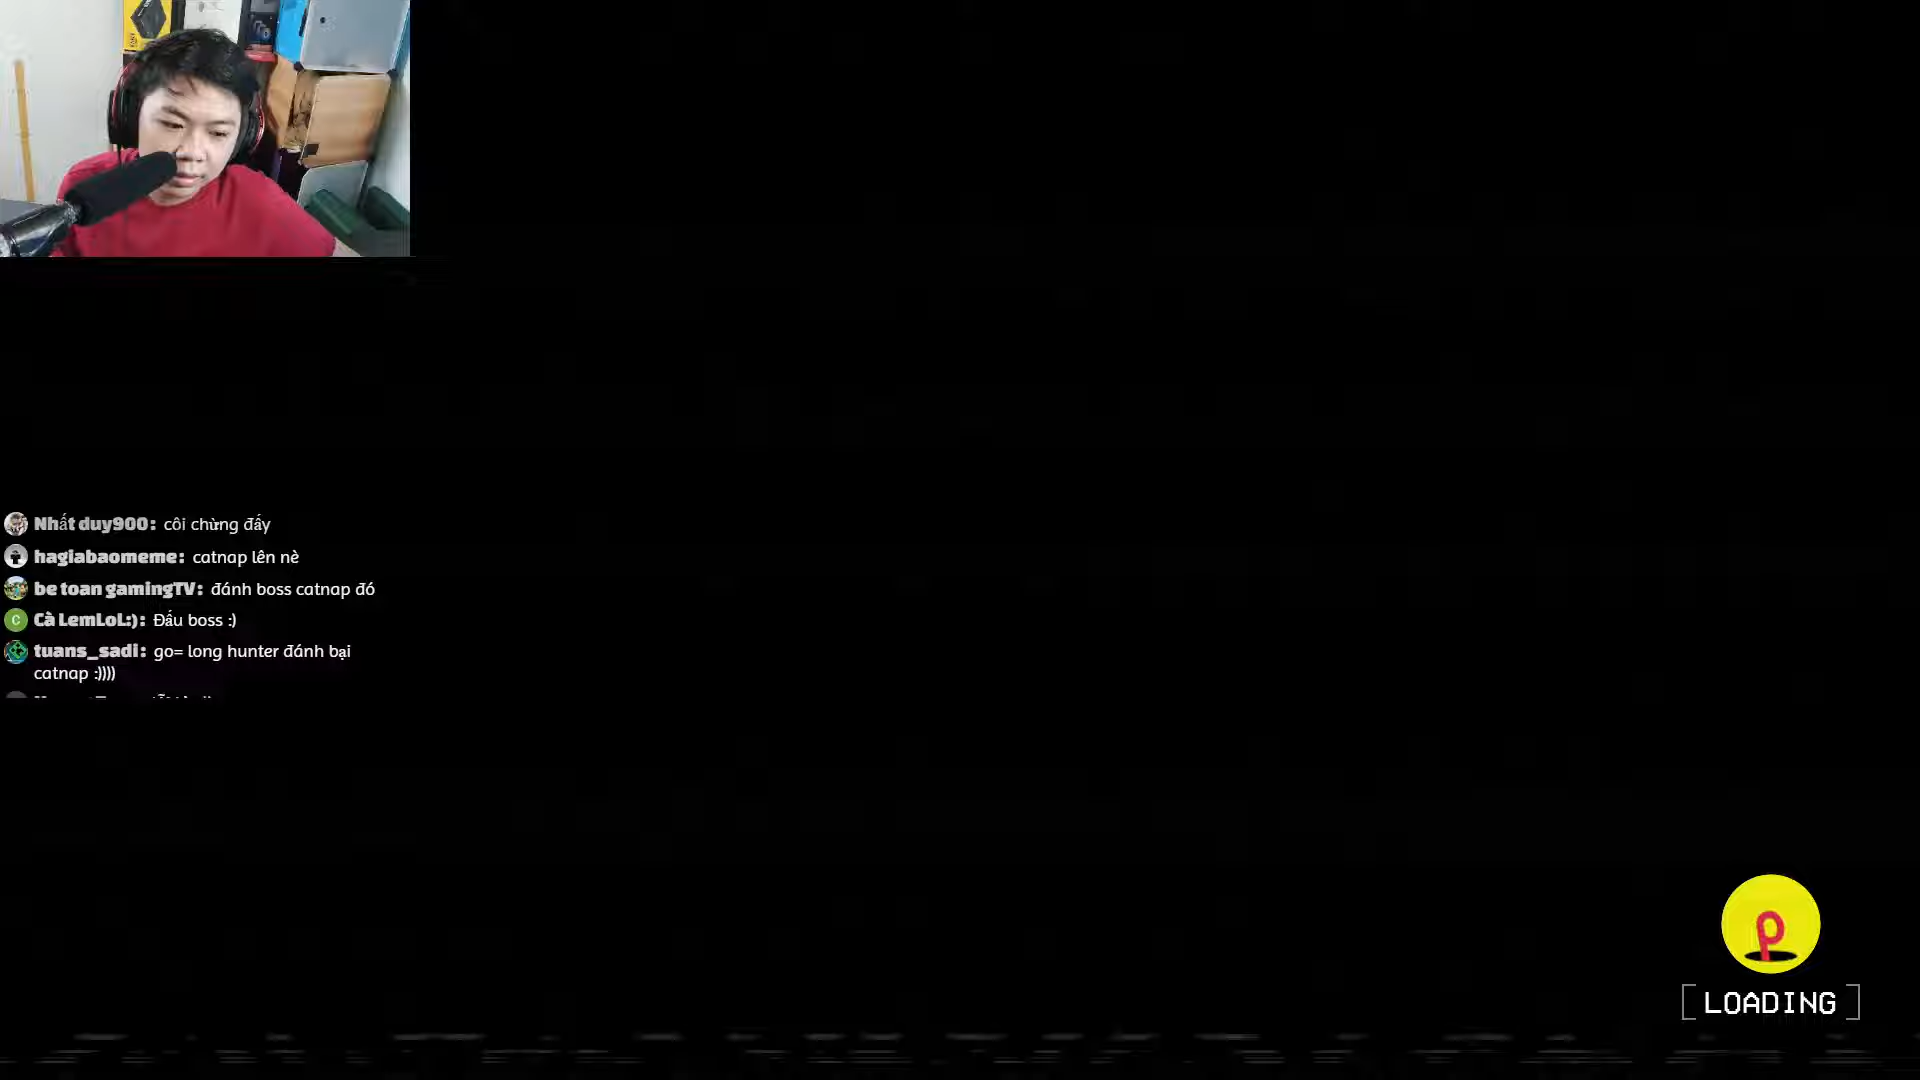 Nhất duy900: côi chừng đấy
hagiabaomeme: catnap lên nè
be toan gamingTV: đánh boss catnap đó
C Cà LemLoL:): Đấu boss :)
tuans_sadi: go= long hunter đánh bại
catnap :))))
p
[LOADING]